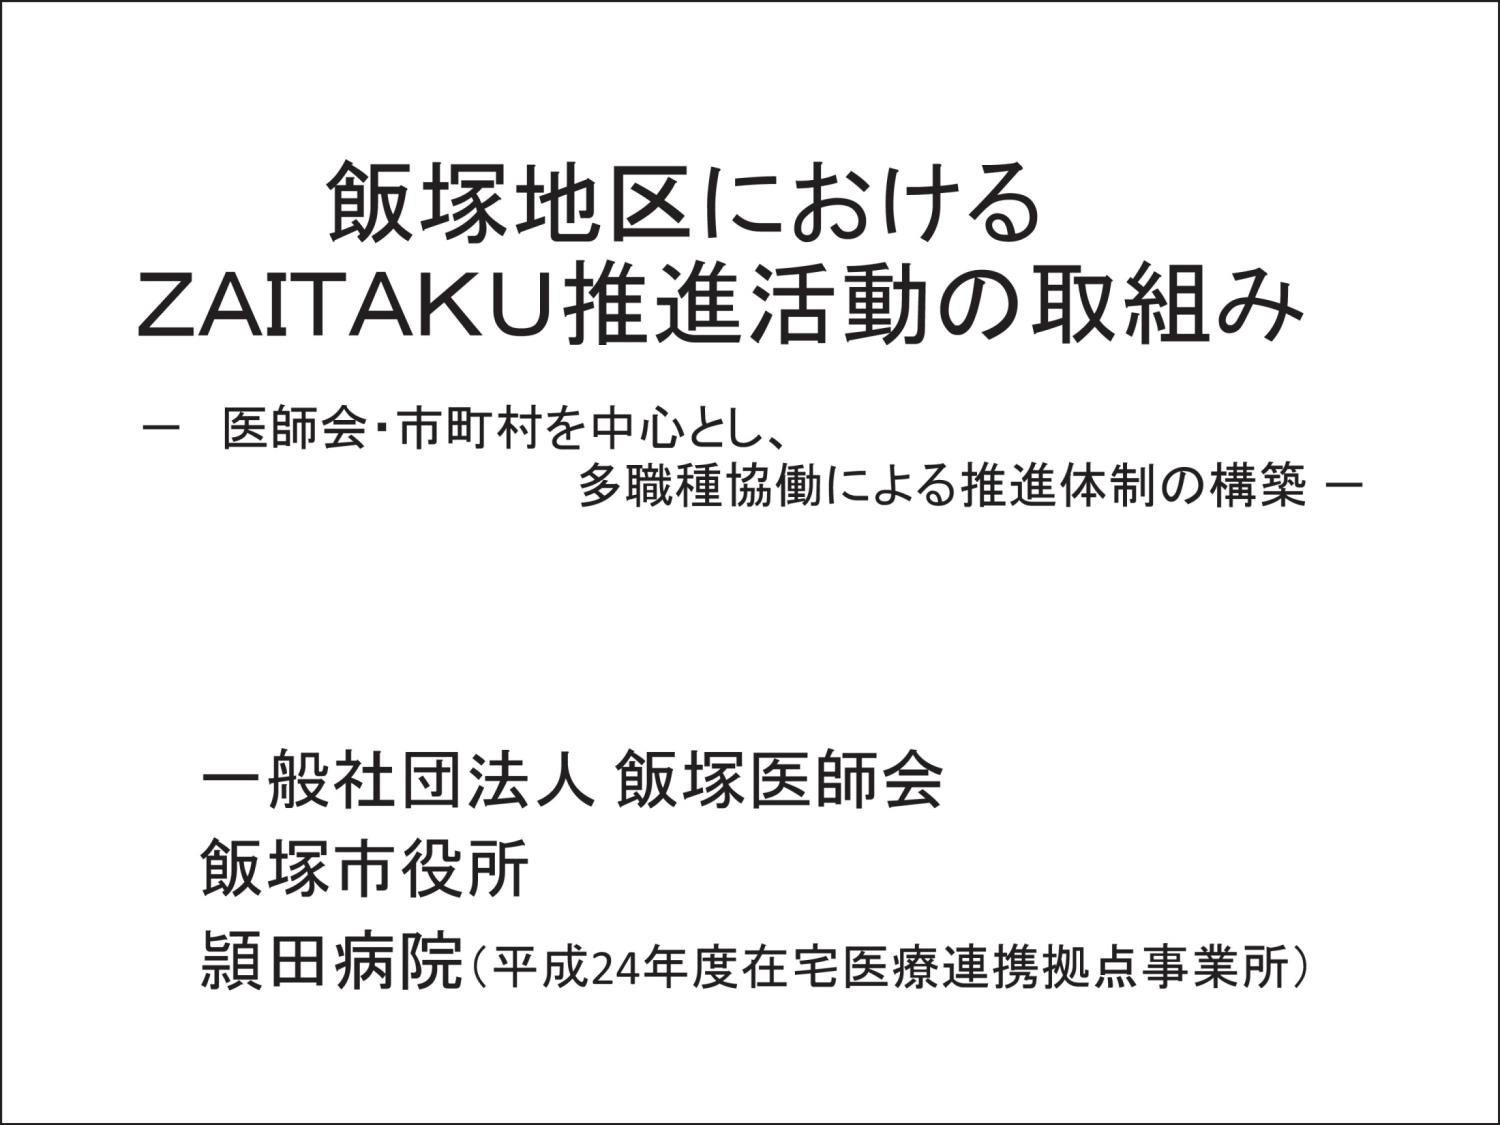 飯塚地区における
ZAITAKU推進活動の取組み
－　医師会・市町村を中心とし、
多職種協働による推進体制の構築 －
一般社団法人 飯塚医師会
飯塚市役所
頴田病院（平成24年度在宅医療連携拠点事業所）